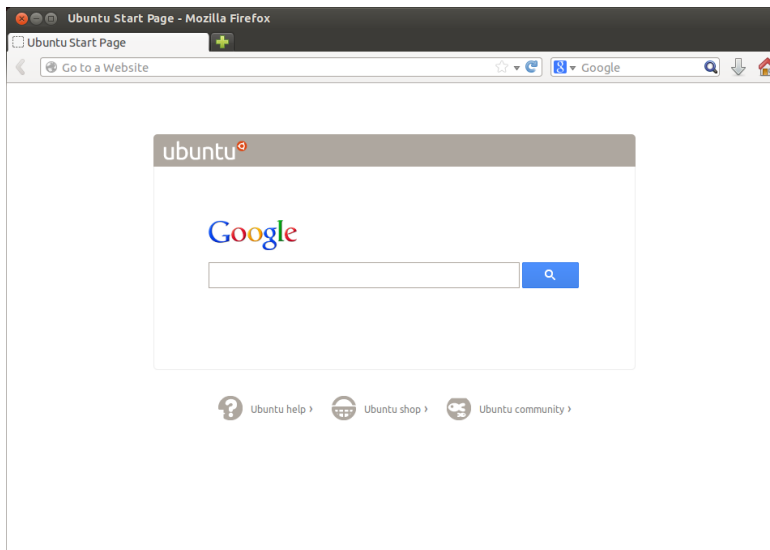 Ubuntu Start Page - Mozilla Firefox
Ubuntu Start Page
Go to a Website
Google
ubuntu
Google
Ubuntu help ›
Ubuntu shop ›
Ubuntu community ›